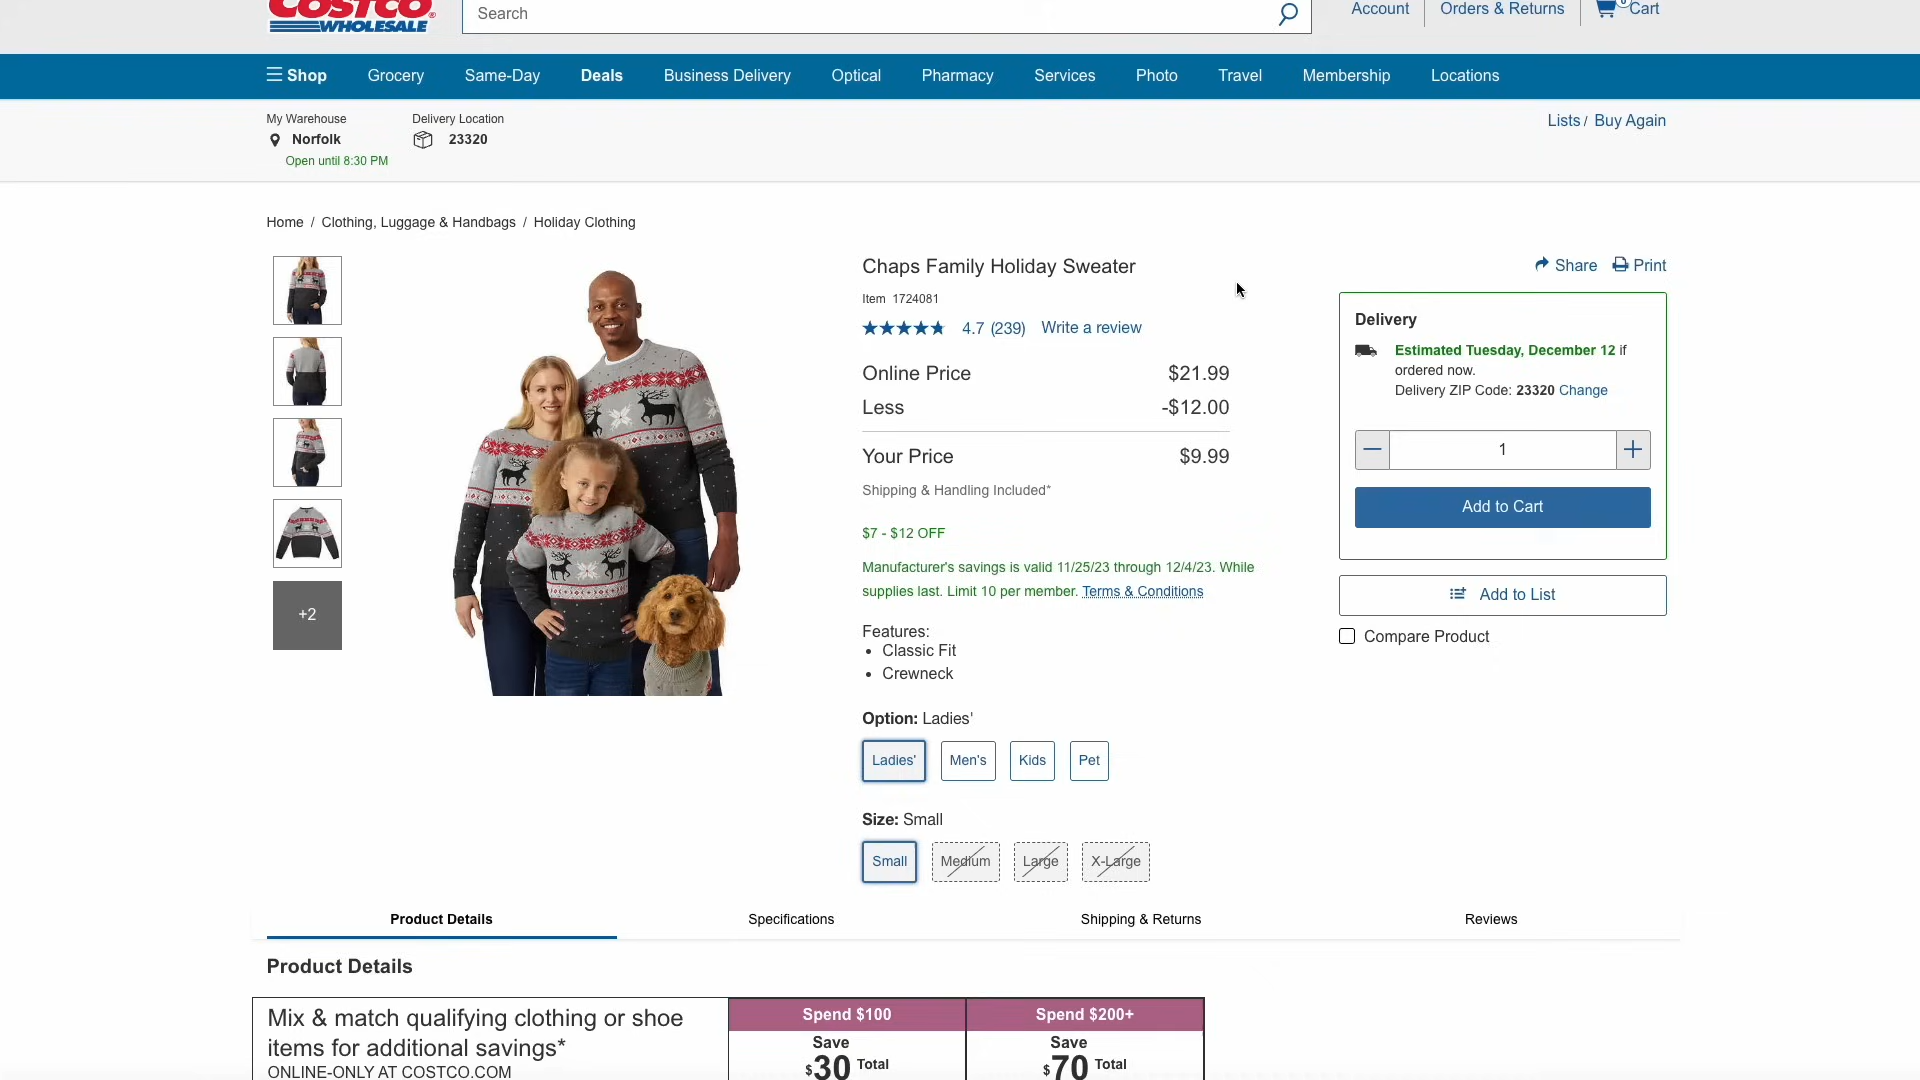 COSTCO
WHOLESALE
Search
Account
Orders & Returns
0
Cart
Shop
Grocery
Same-Day
Deals
Business Delivery
Optical
Pharmacy
Services
Photo
Travel
Membership
Locations
My Warehouse
Norfolk
Open until 8:30 PM
Delivery Location
23320
Lists / Buy Again
Home / Clothing, Luggage & Handbags / Holiday Clothing
+2
Chaps Family Holiday Sweater
Item 1724081
4.7 (239) Write a review
Online Price $21.99
Less -$12.00
Your Price $9.99
Shipping & Handling Included*
$7 - $12 OFF
Manufacturer's savings is valid 11/25/23 through 12/4/23. While
supplies last. Limit 10 per member. Terms & Conditions
Features:
• Classic Fit
• Crewneck
Option: Ladies'
Ladies'
Men's
Kids
Pet
Size: Small
Small
Medium
Large
X-Large
Share
Print
Delivery
Estimated Tuesday, December 12 if
ordered now.
Delivery ZIP Code: 23320 Change
1
Add to Cart
Add to List
Compare Product
Product Details
Specifications
Shipping & Returns
Reviews
Product Details
Mix & match qualifying clothing or shoe
items for additional savings*
ONLINE-ONLY AT COSTCO.COM
Spend $100
Save
$30 Total
Spend $200+
Save
$70 Total